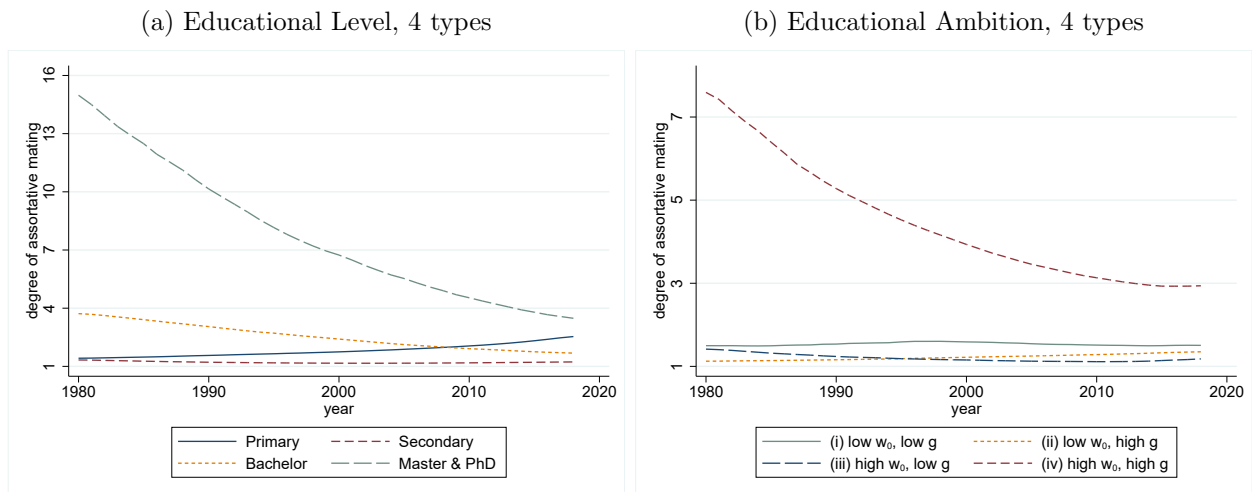 (a) Educational Level, 4 types
degree of assortative mating
16
13
10
7
4
1
1980 1990 2000 2010 2020
year
Primary Secondary
Bachelor Master & PhD
(b) Educational Ambition, 4 types
degree of assortative mating
7
5
3
1
1980 1990 2000 2010 2020
year
(i) low w₀, low g (ii) low w₀, high g
(iii) high w₀, low g (iv) high w₀, high g